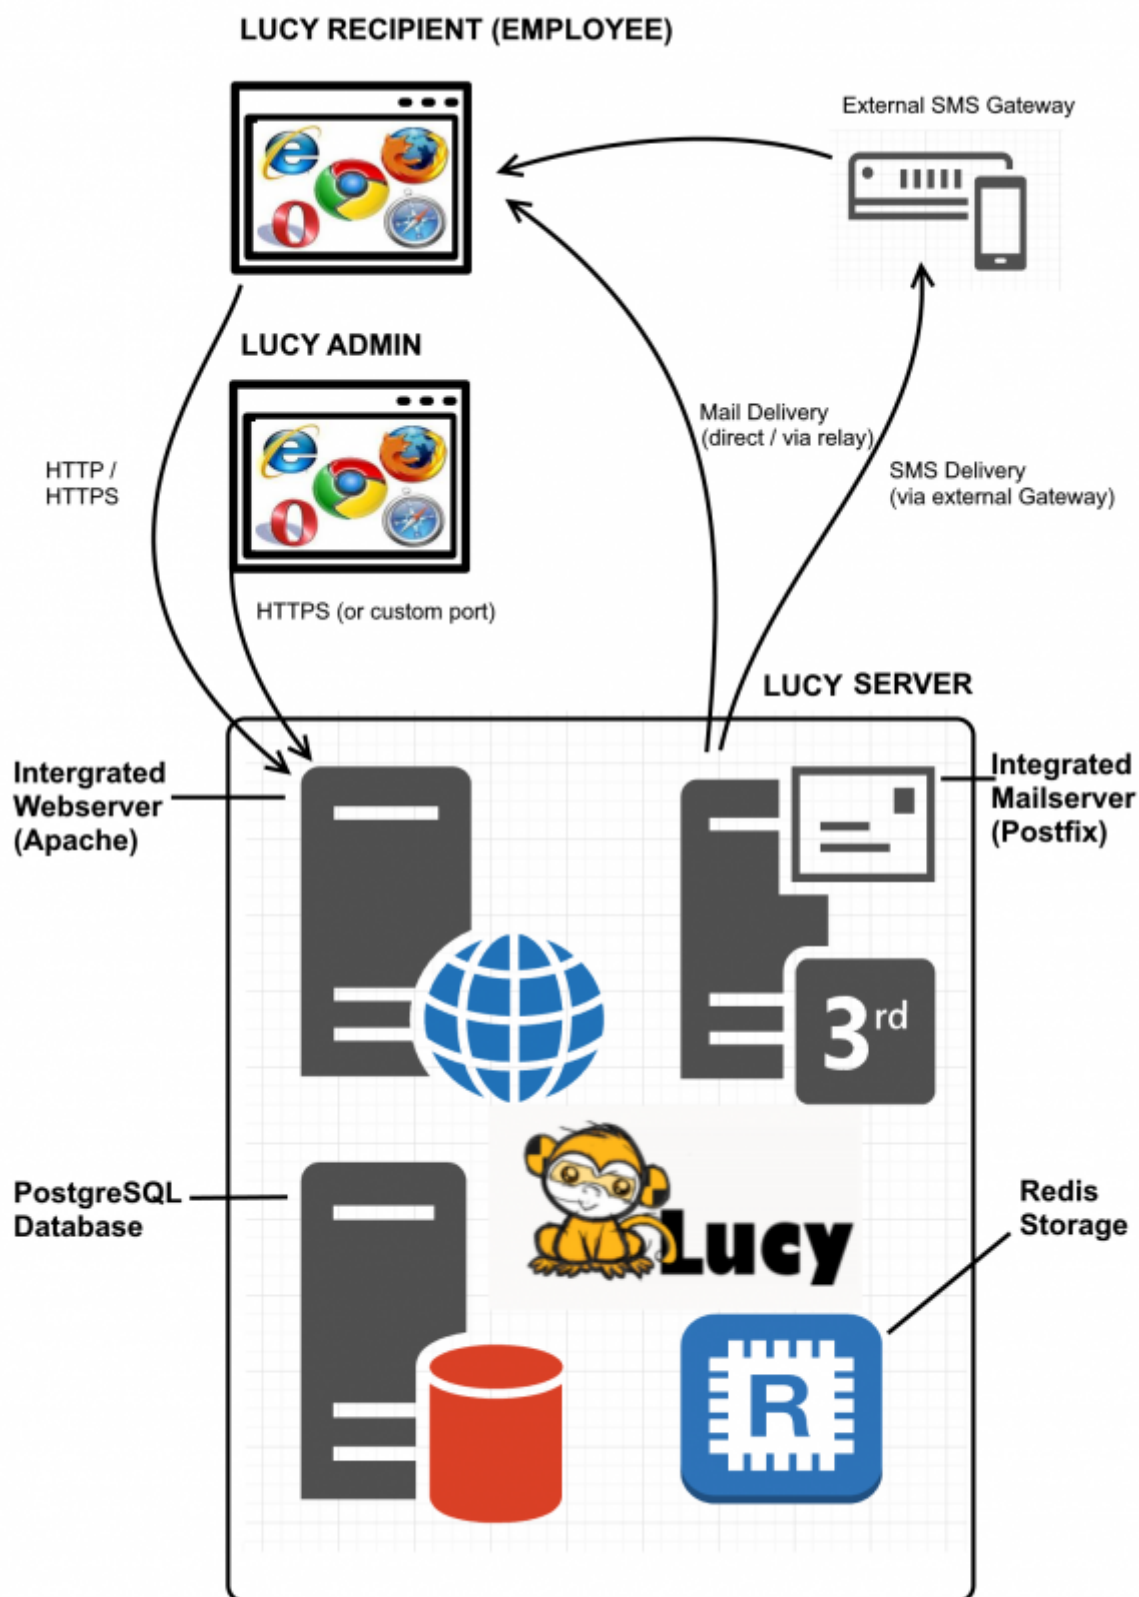 LUCY RECIPIENT (EMPLOYEE)
External SMS Gateway
LUCY ADMIN
HTTP /
HTTPS
Mail Delivery
(direct / via relay)
SMS Delivery
(via external Gateway)
HTTPS (or custom port)
LUCY SERVER
Intergrated
Webserver
(Apache)
Integrated
Mailserver
(Postfix)
3rd
PostgreSQL
Database
Lucy
Redis
Storage
R